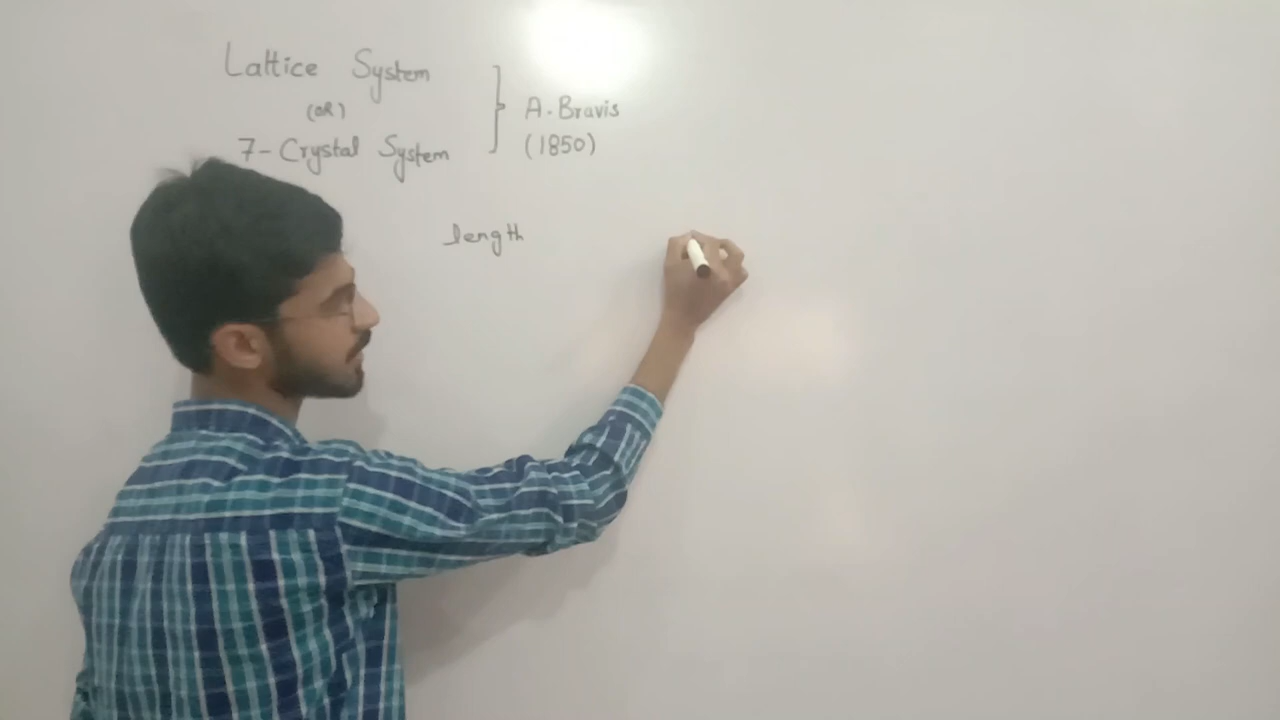 Lattice System
(OR)
7- Crystal System
A. Bravis
(1850)
length